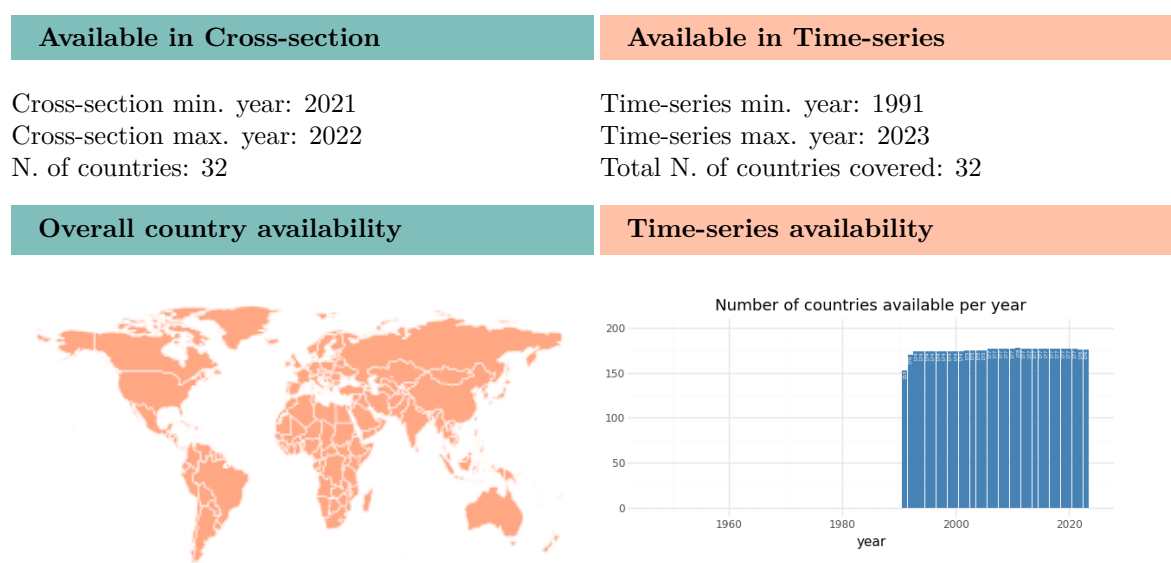 Available in Cross-section
Available in Time-series
Cross-section min. year: 2021
Cross-section max. year: 2022
N. of countries: 32
Time-series min. year: 1991
Time-series max. year: 2023
Total N. of countries covered: 32
Overall country availability
Time-series availability
Number of countries available per year
200
150
100
50
0
1960
1980
2000
2020
year